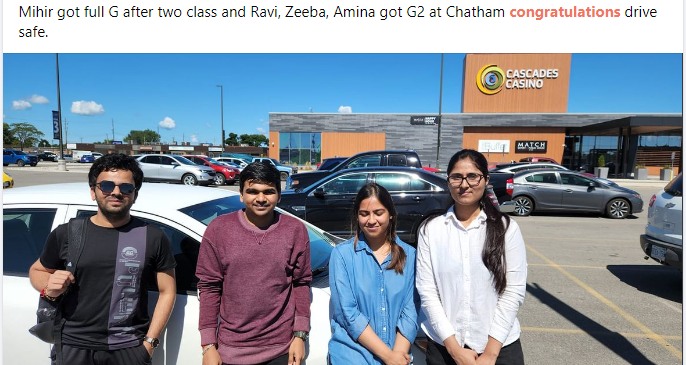 Mihir got full G after two class and Ravi, Zeeba, Amina got G2 at Chatham congratulations drive
safe.
CASCADES
CASINO
MATCH